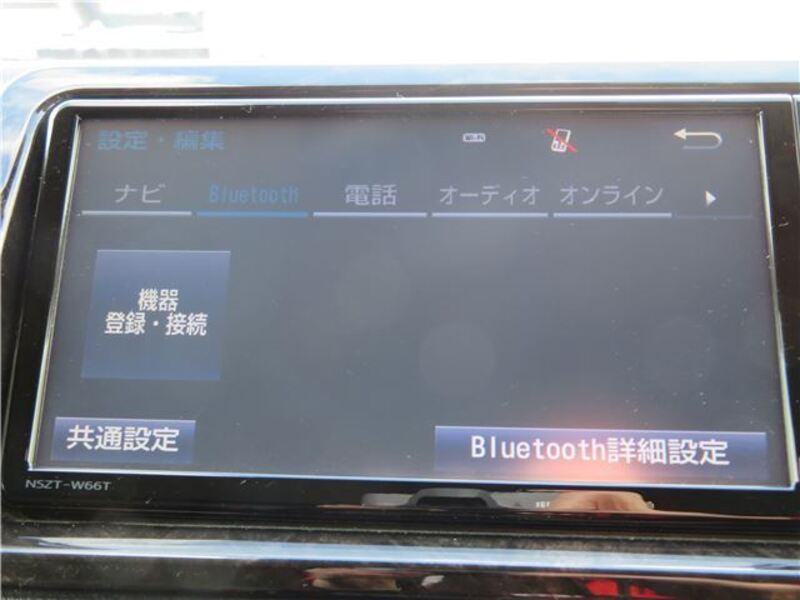 設定・編集
ナビ Bluetooth 電話 オーディオ オンライン
機器
登録・接続
共通設定 Bluetooth詳細設定
NSZT-W66T